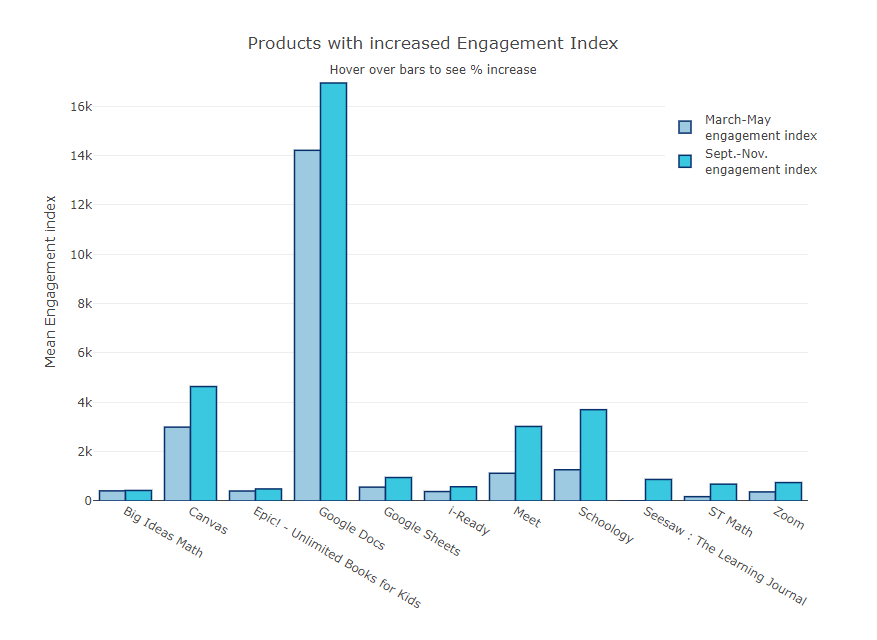 Products with increased Engagement Index
Hover over bars to see % increase
March-May
engagement index
Sept.-Nov.
engagement index
Mean Engagement index
16k
14k
12k
10k
8k
6k
4k
2k
0
Big Ideas Math
Canvas
Epic! - Unlimited Books for Kids
Google Docs
Google Sheets
i-Ready
Meet
Schoology
Seesaw : The Learning Journal
ST Math
Zoom